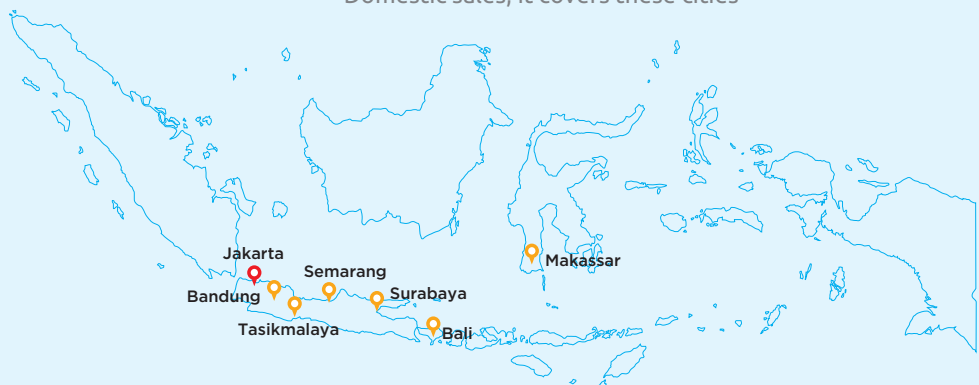 Domestic sales, it covers these cities
Jakarta
Semarang
Makassar
Bandung
Surabaya
Tasikmalaya
Bali